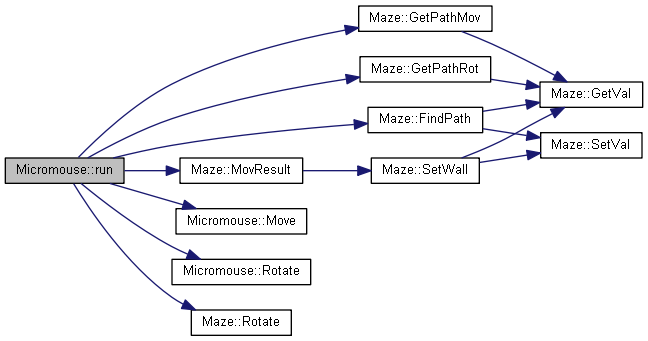 Maze::GetPathMov
Maze::GetPathRot
Maze::GetVal
Maze::FindPath
Maze::SetVal
Micromouse::run
Maze::MovResult
Maze::SetWall
Micromouse::Move
Micromouse::Rotate
Maze::Rotate